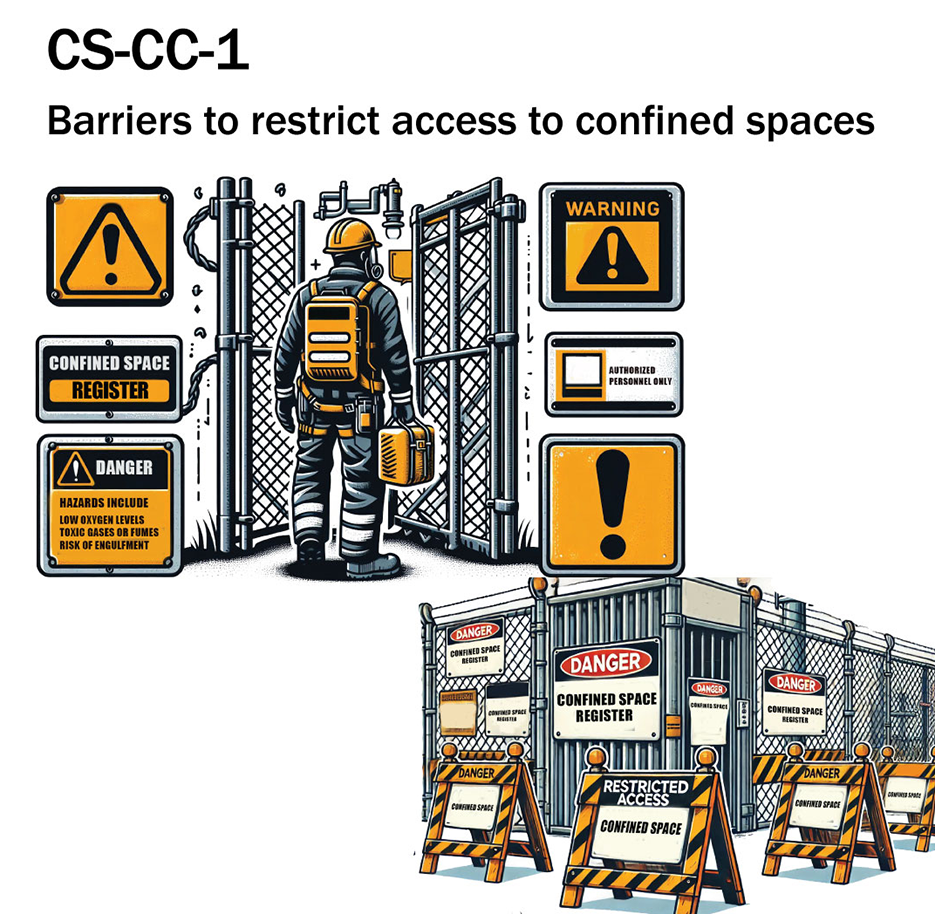 CS-CC-1
Barriers to restrict access to confined spaces
WARNING
CONFINED SPACE
REGISTER
AUTHORIZED
PERSONNEL ONLY
DANGER
HAZARDS INCLUDE
LOW OXYGEN LEVELS
TOXIC GASES OR FUMES
RISK OF ENGULFMENT
DANGER
CONFINED SPACE
REGISTER
CONFINED SPACE
REGISTER
DANGER
CONFINED SPACE
REGISTER
DANGER
CONFINED SPACE
DANGER
CONFINED SPACE
REGISTER
DANGER
CONFINED SPACE
RESTRICTED
ACCESS
CONFINED SPACE
DANGER
CONFINED SPACE
CONFINED SPACE